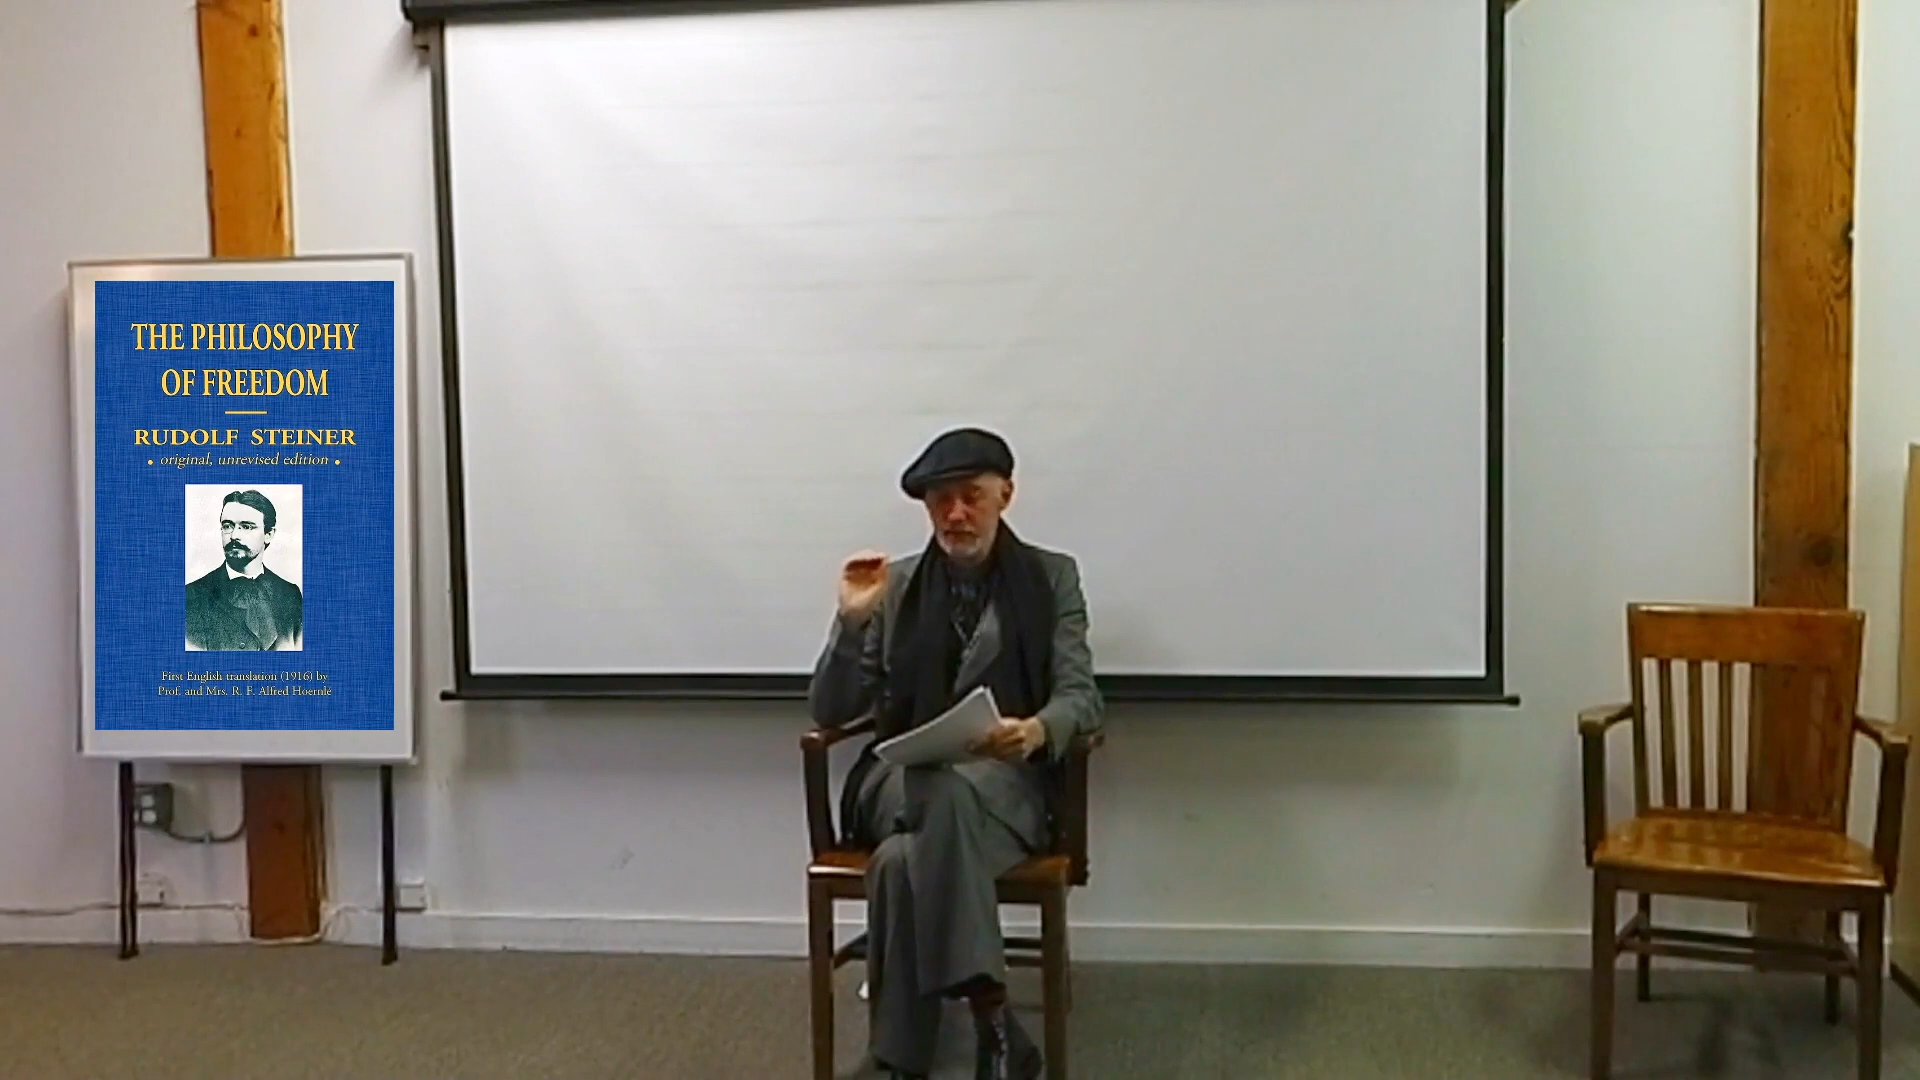 THE PHILOSOPHY
OF FREEDOM
RUDOLF STEINER
• original, unrevised edition •
First English translation (1916) by
Prof. and Mrs. R. F. Alfred Hoernlé